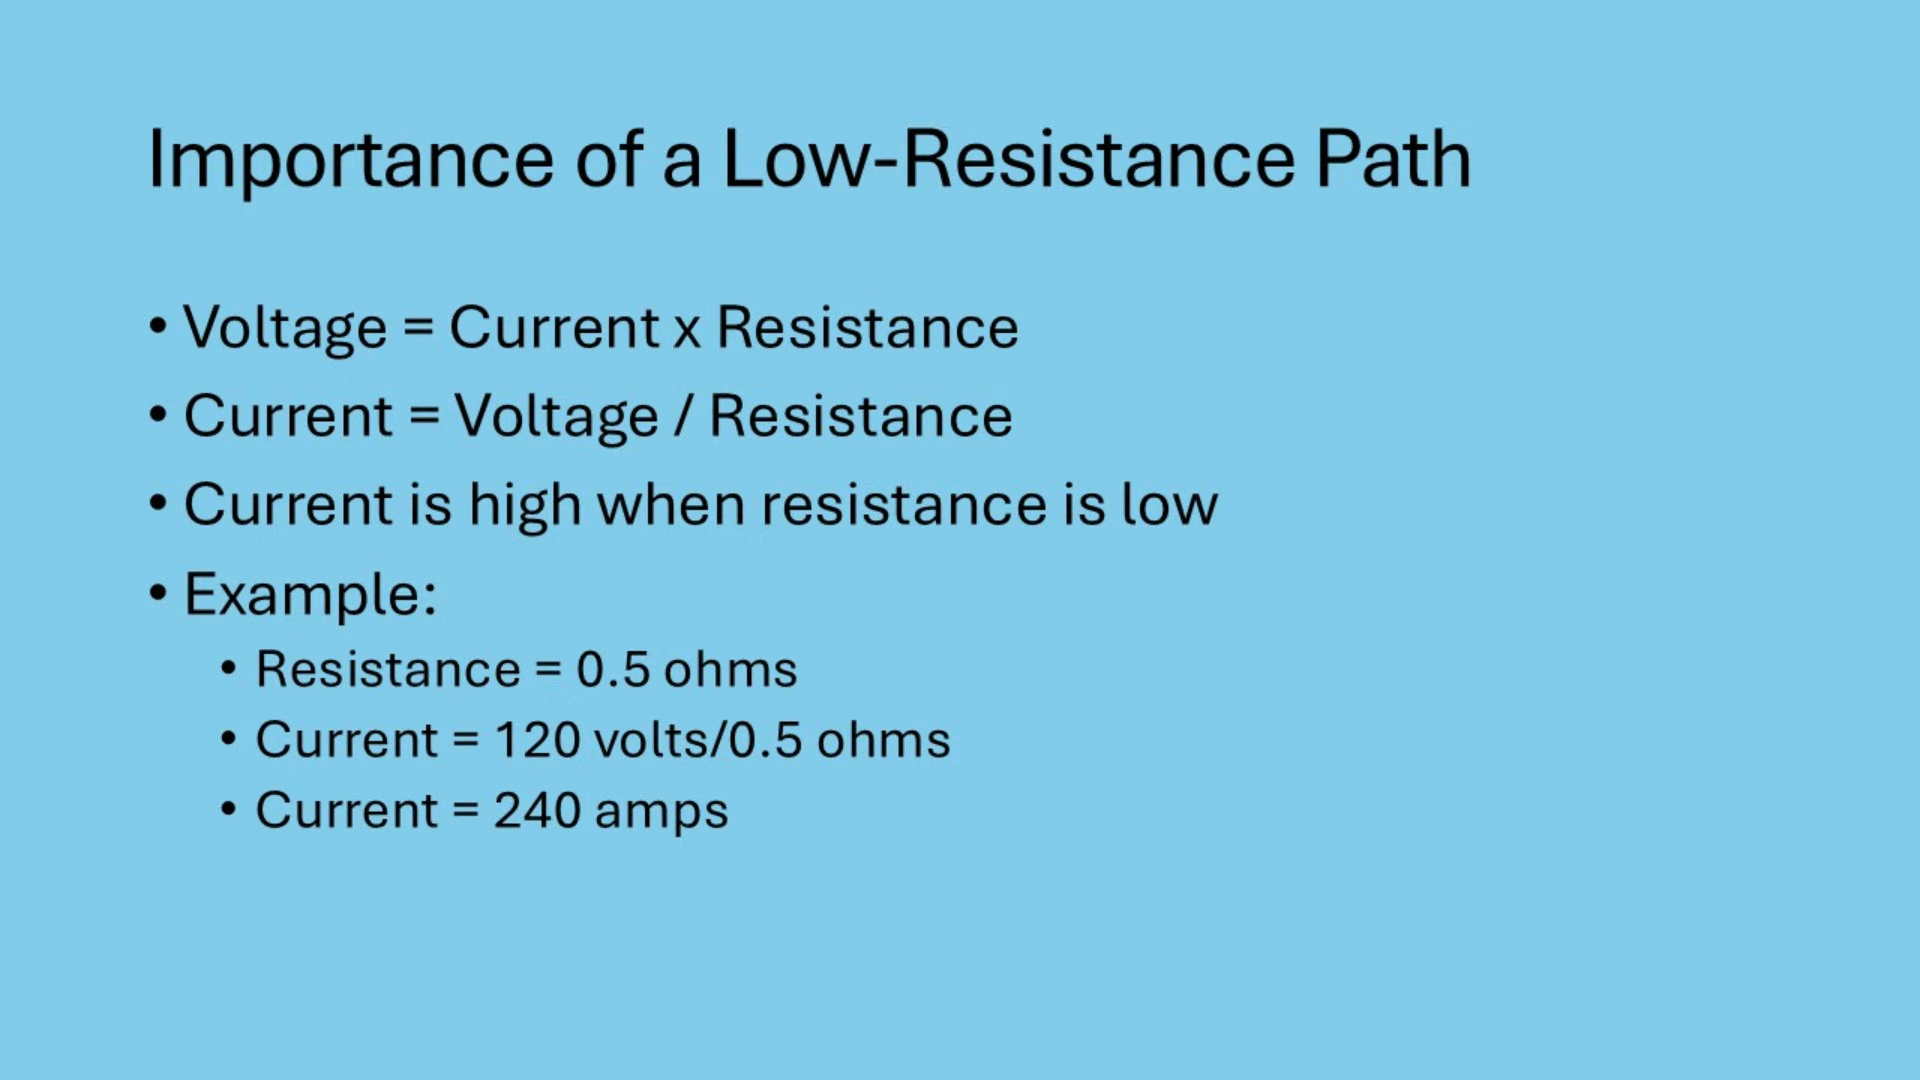 Importance of a Low-Resistance Path
• Voltage = Current x Resistance
• Current = Voltage / Resistance
• Current is high when resistance is low
• Example:
• Resistance = 0.5 ohms
• Current = 120 volts/0.5 ohms
• Current = 240 amps